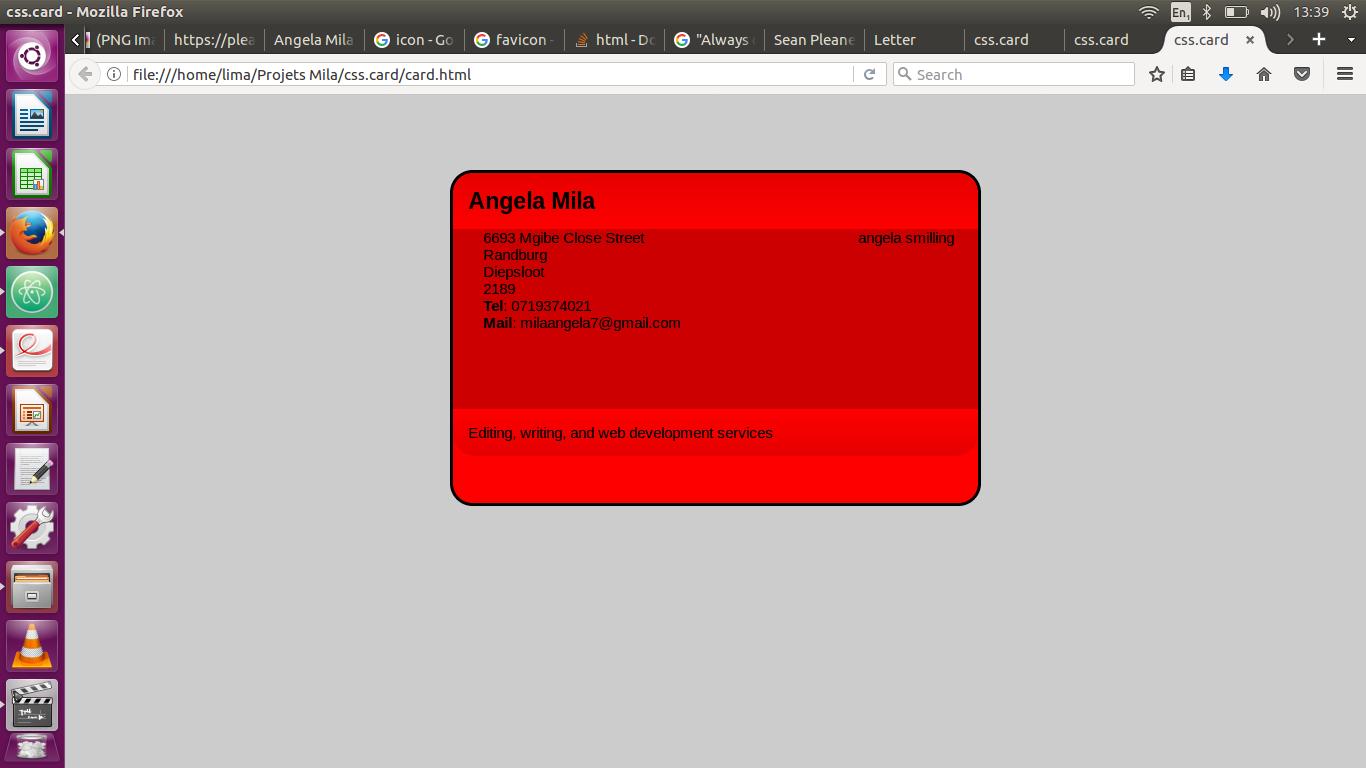 css.card - Mozilla Firefox
En1
13:39
(PNG Ima
https://plea
Angela Mila
icon - Go
favicon -
html - Do
"Always
Sean Pleane
Letter
css.card
css.card
css.card
file:///home/lima/Projets Mila/css.card/card.html
Search
Angela Mila
6693 Mgibe Close Street
angela smilling
Randburg
Diepsloot
2189
Tel: 0719374021
Mail: milaangela7@gmail.com
Editing, writing, and web development services